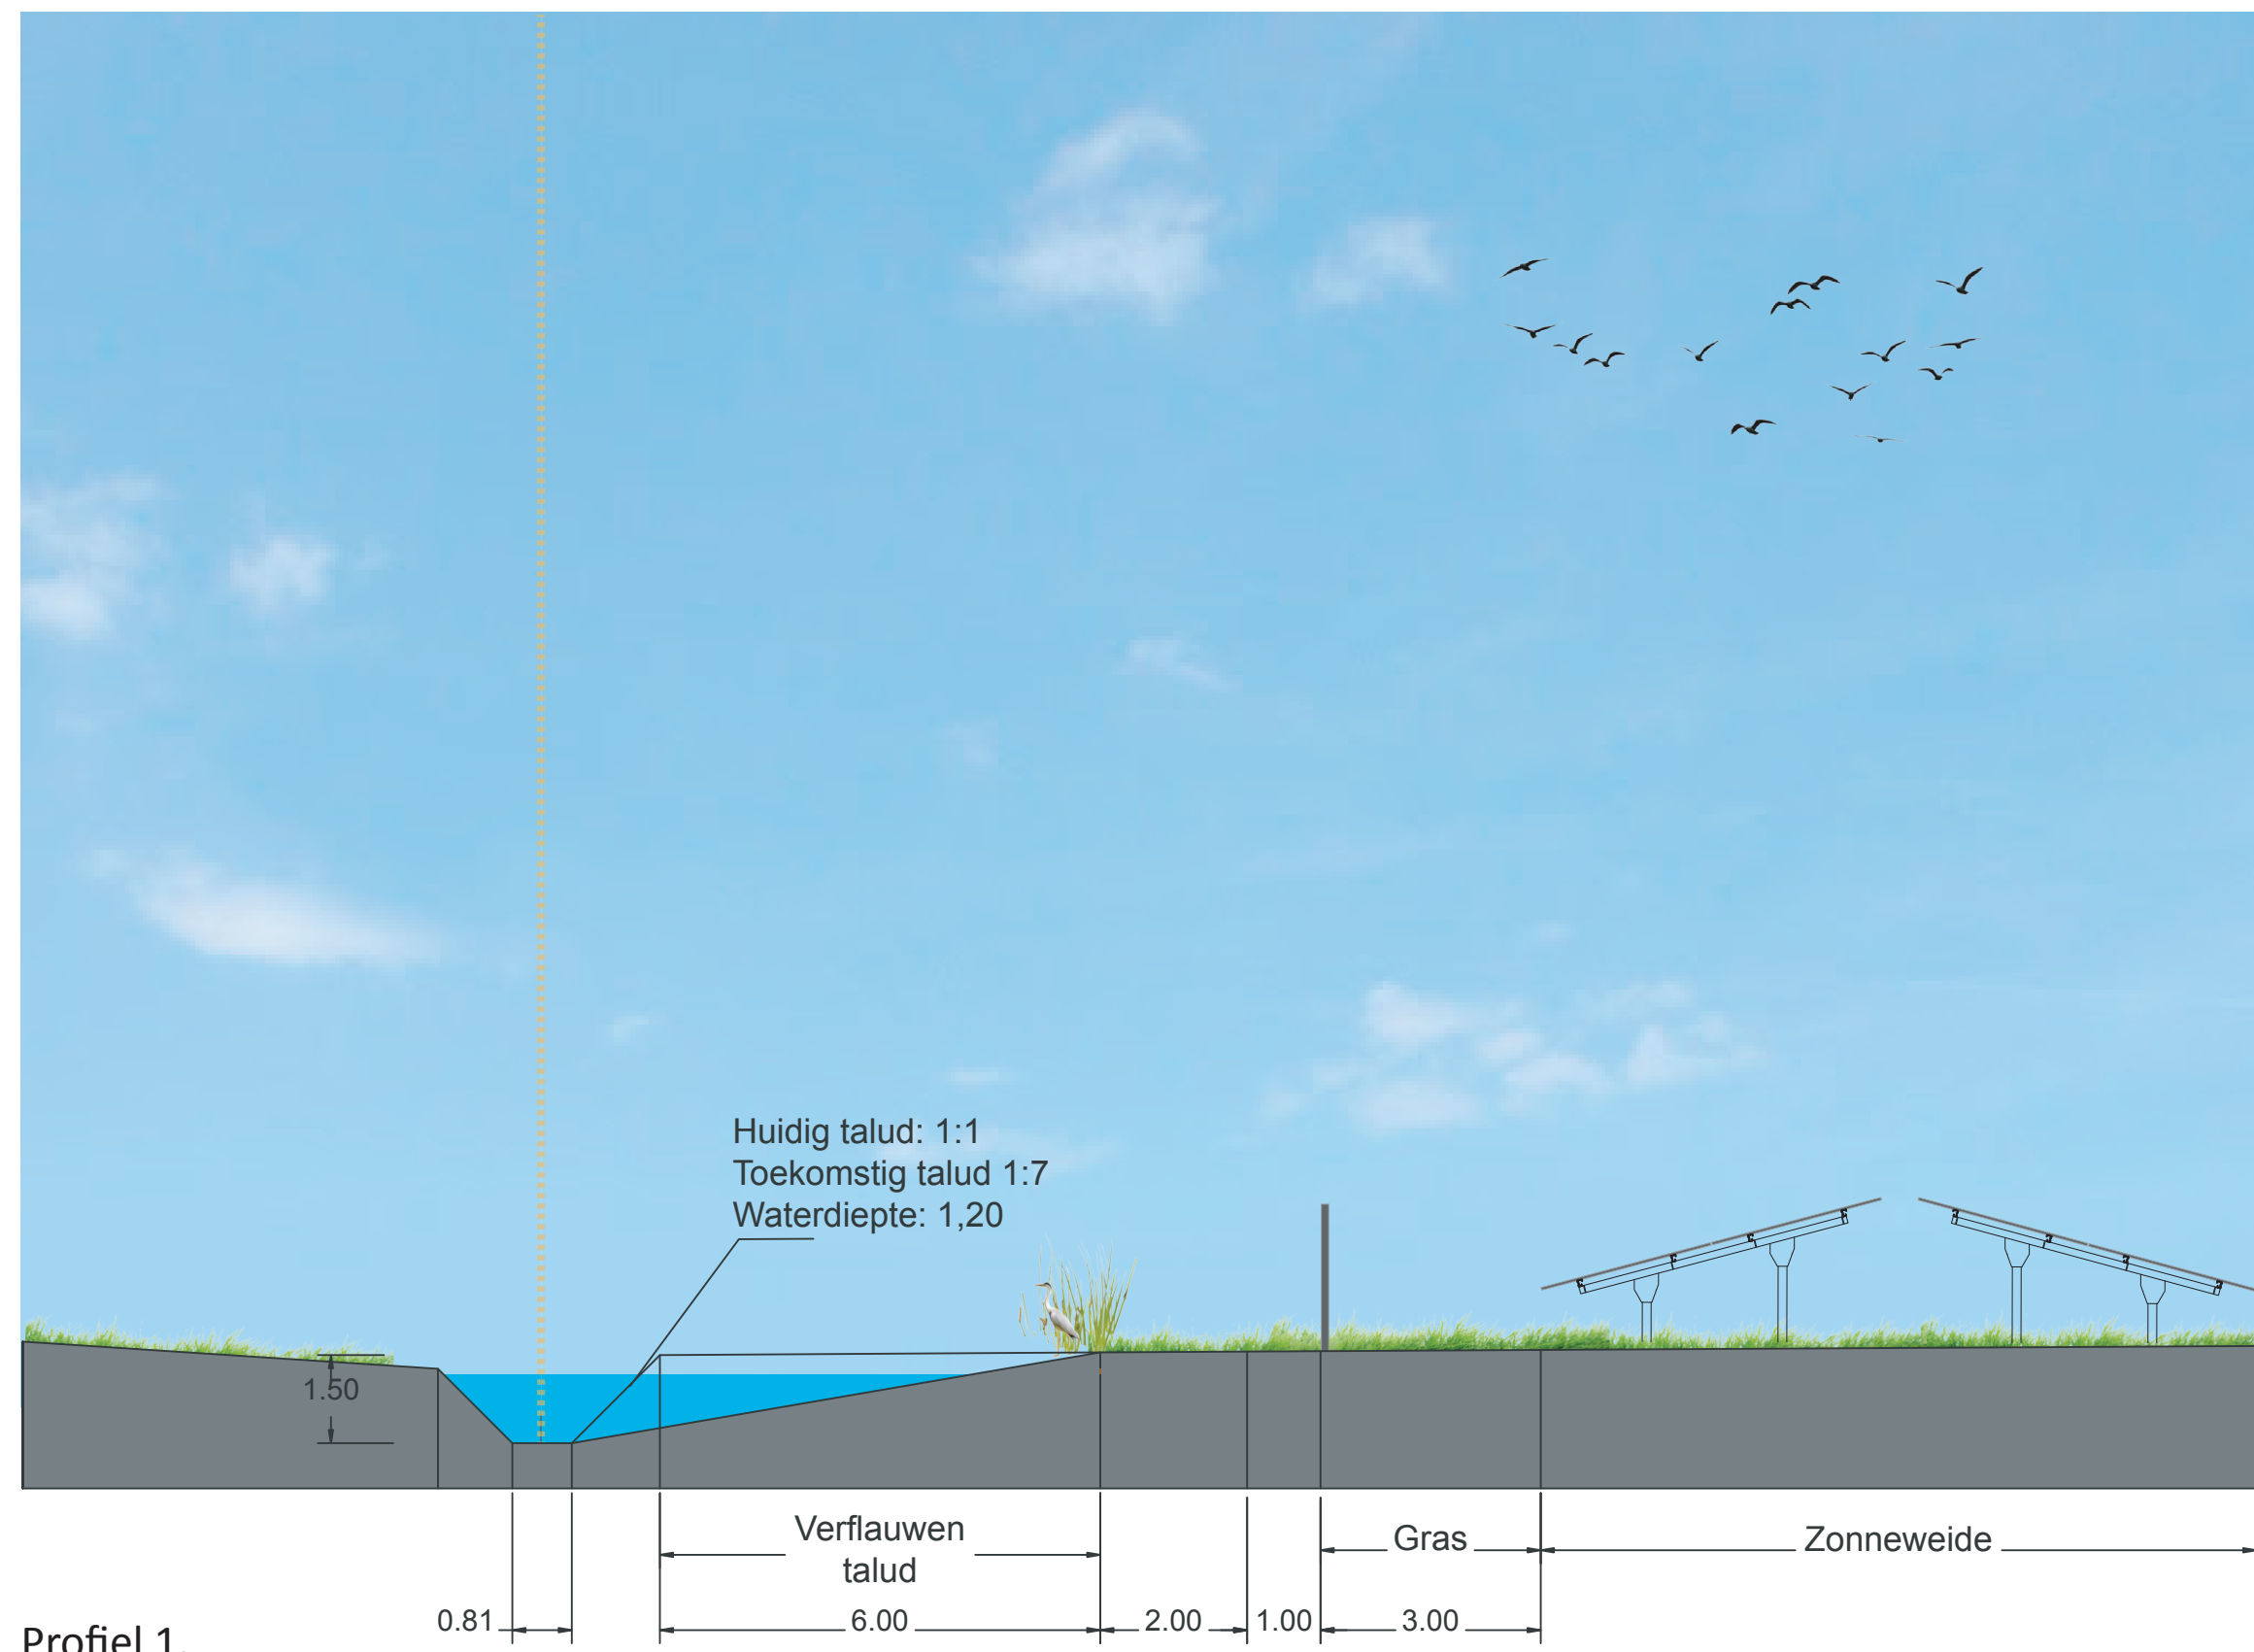 Huidig talud: 1:1
Toekomstig talud 1:7
Waterdiepte: 1,20
1.50
Verflauwen
talud
Gras
Zonneweide
0.81
6.00
2.00
1.00
3.00
Profiel 1.